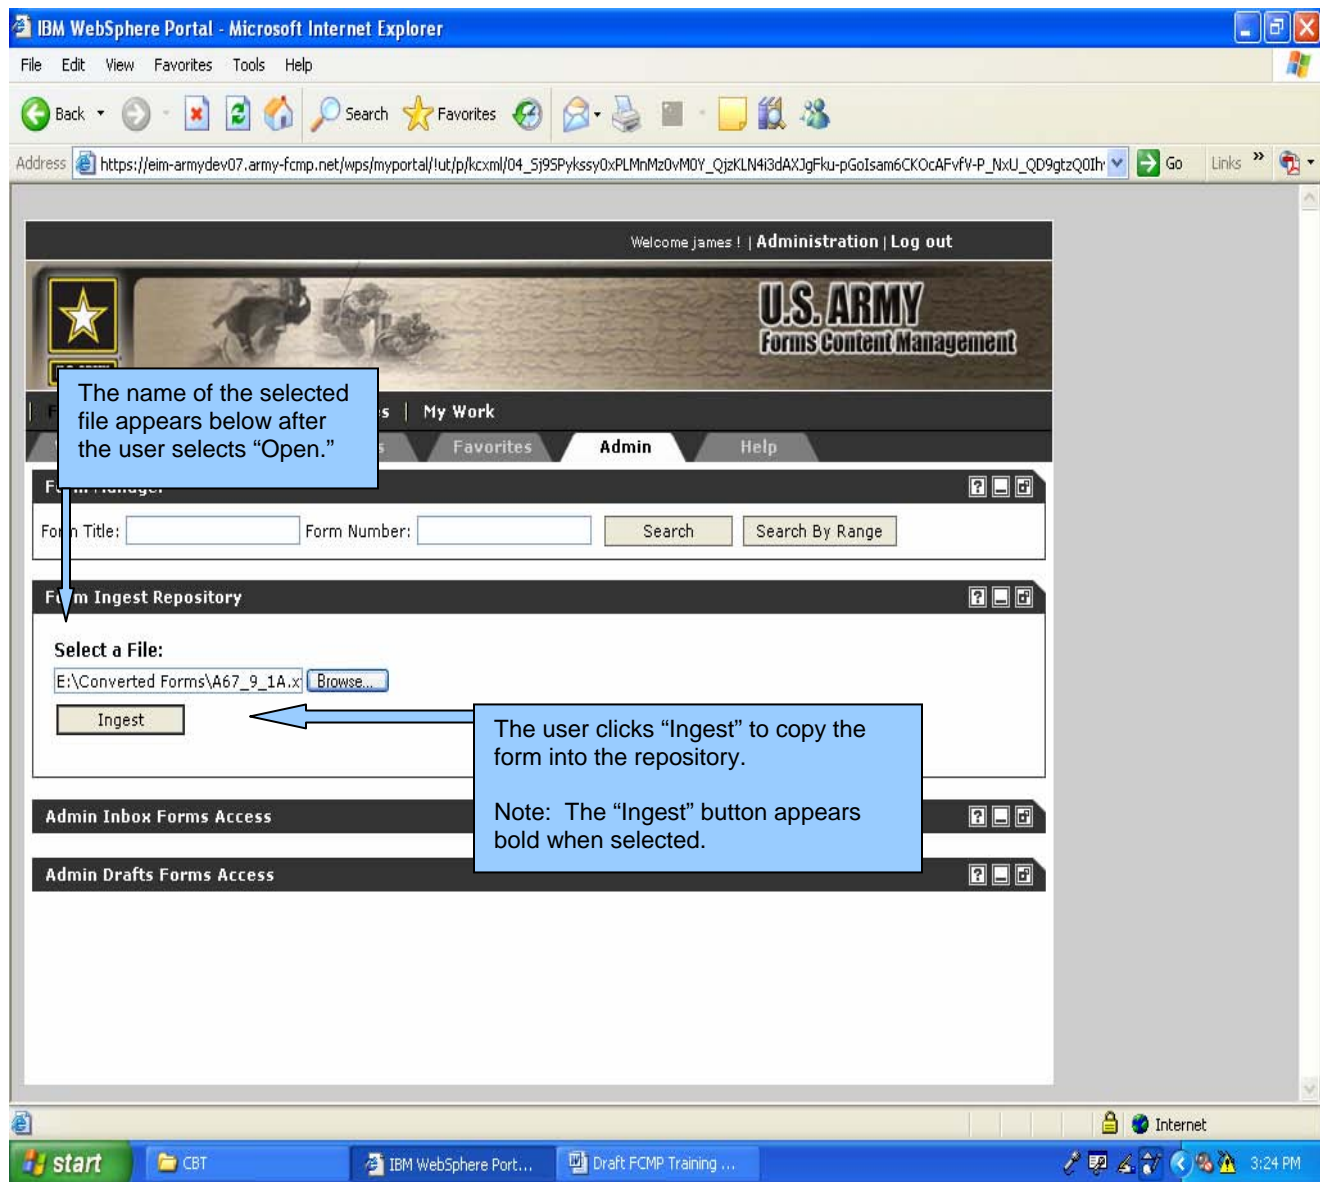 IBM WebSphere Portal - Microsoft Internet Explorer
File Edit View Favorites Tools Help
Back Search Favorites
Address https://eim-armydev07.army-fcmp.net/wps/myportal/!ut/p/kcxml/ Go Links »
Welcome james ! | Administration | Log out
U.S. ARMY
Forms Content Management
The name of the selected
file appears below after
the user selects “Open.”
| My Work
Favorites Admin Help
Form Manager
Form Title: Form Number: Search Search By Range
Form Ingest Repository
Select a File:
E:\Converted Forms\A67_9_1A.x Browse...
Ingest
The user clicks “Ingest” to copy the
form into the repository.
Note: The “Ingest” button appears
bold when selected.
Admin Inbox Forms Access
Admin Drafts Forms Access
Internet
start CBT IBM WebSphere Port... Draft FCMP Training ... 3:24 PM